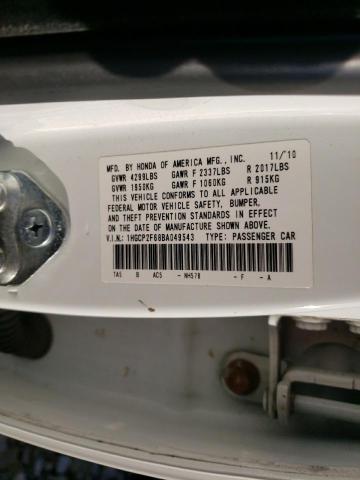 MFD. BY HONDA OF AMERICA MFG., INC. 11/10
GVWR 4299LBS GAWR F 2337LBS R 2017LBS
GVWR 1950KG GAWR F 1060KG R 915KG
THIS VEHICLE CONFORMS TO ALL APPLICABLE
FEDERAL MOTOR VEHICLE SAFETY, BUMPER,
AND THEFT PREVENTION STANDARDS IN EFFECT
ON THE DATE OF MANUFACTURE SHOWN ABOVE.
V.I.N.: 1HGCP2F68BA049543 TYPE: PASSENGER CAR
TA5 B AC5 -NH578 -F -A